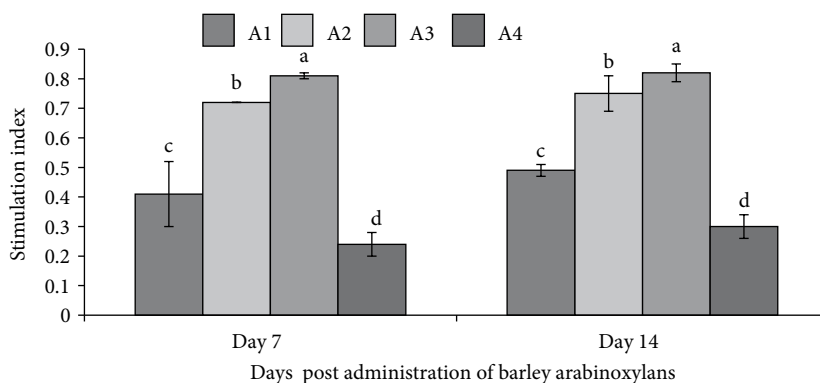 A1 A2 A3 A4
Stimulation index
0.9
0.8
0.7
0.6
0.5
0.4
0.3
0.2
0.1
0
c b a d
c b a d
Day 7 Day 14
Days post administration of barley arabinoxylans